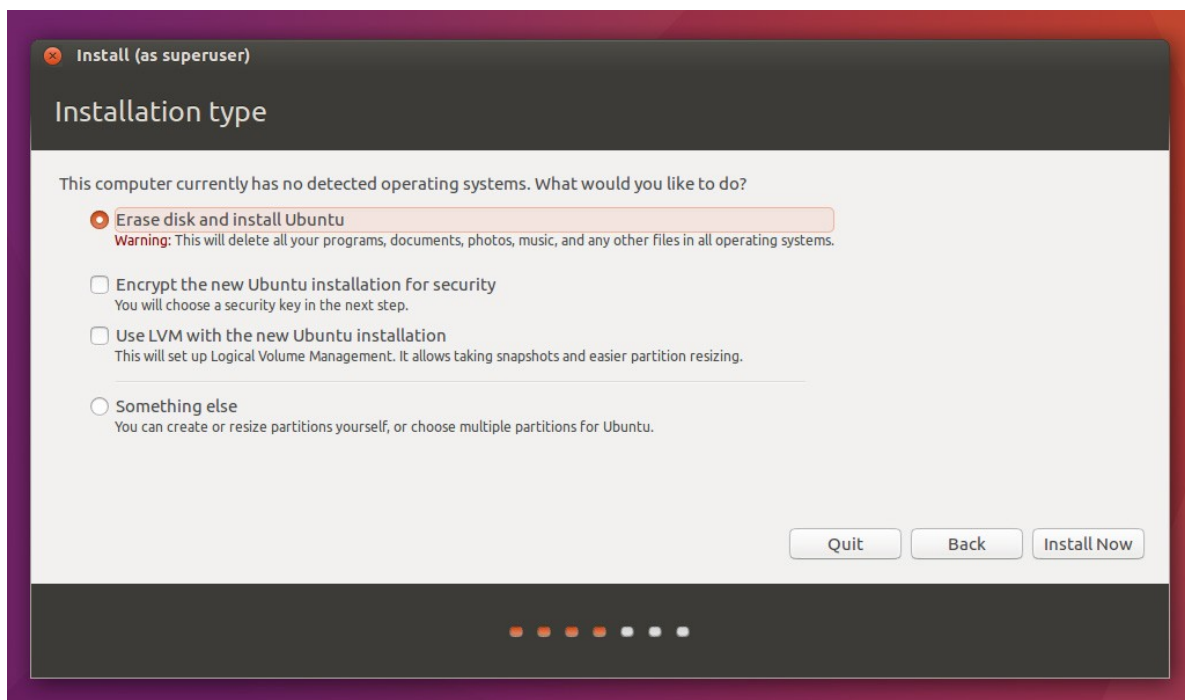 Install (as superuser)
Installation type
This computer currently has no detected operating systems. What would you like to do?
Erase disk and install Ubuntu
Warning: This will delete all your programs, documents, photos, music, and any other files in all operating systems.
Encrypt the new Ubuntu installation for security
You will choose a security key in the next step.
Use LVM with the new Ubuntu installation
This will set up Logical Volume Management. It allows taking snapshots and easier partition resizing.
Something else
You can create or resize partitions yourself, or choose multiple partitions for Ubuntu.
Quit Back Install Now